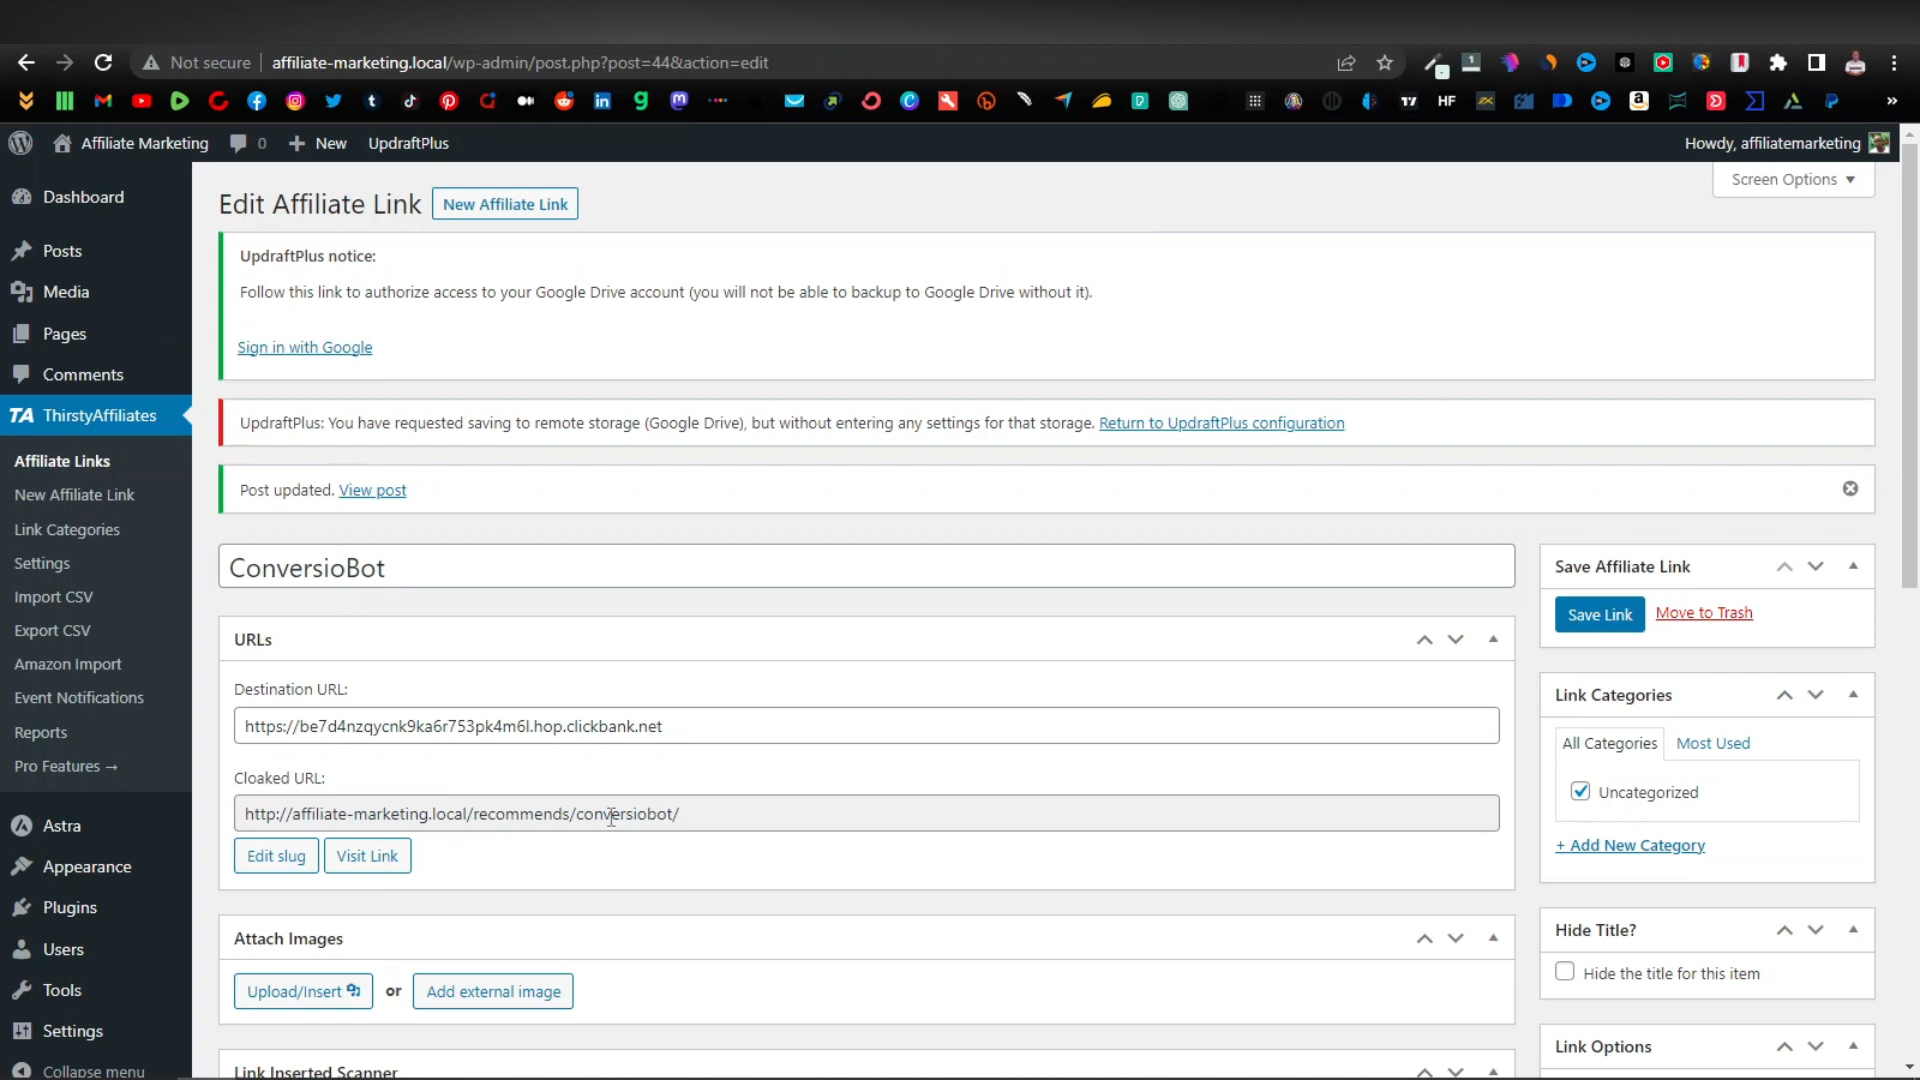 Not secure
affiliate-marketing.local/wp-admin/post.php?post=44&action=edit
HF
Affiliate Marketing
0
New
UpdraftPlus
Howdy, affiliatemarketing
Screen Options
Dashboard
Posts
Media
Pages
Comments
TA ThirstyAffiliates
Affiliate Links
New Affiliate Link
Link Categories
Settings
Import CSV
Export CSV
Amazon Import
Event Notifications
Reports
Pro Features →
Astra
Appearance
Plugins
Users
Tools
Settings
Collapse menu
Edit Affiliate Link
New Affiliate Link
UpdraftPlus notice:
Follow this link to authorize access to your Google Drive account (you will not be able to backup to Google Drive without it).
Sign in with Google
UpdraftPlus: You have requested saving to remote storage (Google Drive), but without entering any settings for that storage. Return to UpdraftPlus configuration
Post updated. View post
ConversioBot
URLs
Destination URL:
https://be7d4nzqycnk9ka6r753pk4m6l.hop.clickbank.net
Cloaked URL:
http://affiliate-marketing.local/recommends/conversiobot/
Edit slug
Visit Link
Attach Images
Upload/Insert
or
Add external image
Link Inserted Scanner
Save Affiliate Link
Save Link
Move to Trash
Link Categories
All Categories
Most Used
Uncategorized
+ Add New Category
Hide Title?
Hide the title for this item
Link Options